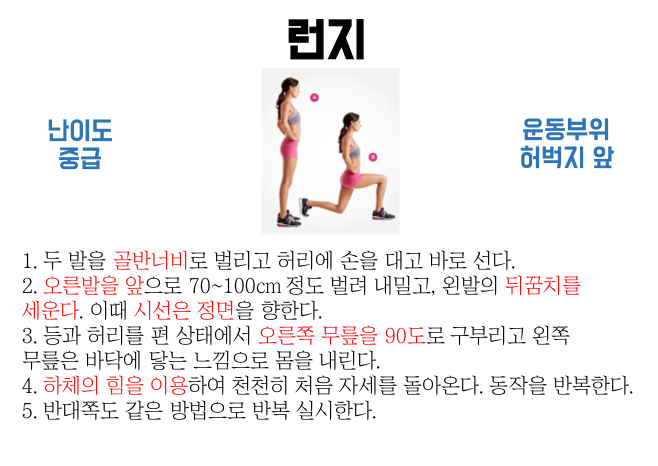 런지
A
B
난이도
중급
운동부위
허벅지 앞
1. 두 발을 골반너비로 벌리고 허리에 손을 대고 바로 선다.
2. 오른발을 앞으로 70~100cm 정도 벌려 내밀고, 왼발의 뒤꿈치를
세운다. 이때 시선은 정면을 향한다.
3. 등과 허리를 편 상태에서 오른쪽 무릎을 90도로 구부리고 왼쪽
무릎은 바닥에 닿는 느낌으로 몸을 내린다.
4. 하체의 힘을 이용하여 천천히 처음 자세를 돌아온다. 동작을 반복한다.
5. 반대쪽도 같은 방법으로 반복 실시한다.